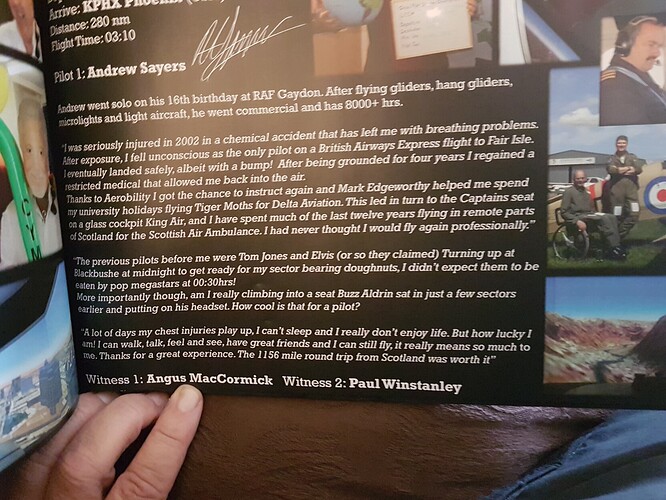 Arrive: KPHX Phoenix
Distance: 280 nm
Flight Time: 03:10
Pilot 1: Andrew Sayers
Andrew went solo on his 16th birthday at RAF Gaydon. After flying gliders, hang gliders,
microlights and light aircraft, he went commercial and has 8000+ hrs.
"I was seriously injured in 2002 in a chemical accident that has left me with breathing problems.
After exposure, I fell unconscious as the only pilot on a British Airways Express flight to Fair Isle.
I eventually landed safely, albeit with a bump! After being grounded for four years I regained a
restricted medical that allowed me back into the air.
Thanks to Aerobility I got the chance to instruct again and Mark Edgeworthy helped me spend
my university holidays flying Tiger Moths for Delta Aviation. This led in turn to the Captains seat
on a glass cockpit King Air, and I have spent much of the last twelve years flying in remote parts
of Scotland for the Scottish Air Ambulance. I had never thought I would fly again professionally."
"The previous pilots before me were Tom Jones and Elvis (or so they claimed) Turning up at
Blackbushe at midnight to get ready for my sector bearing doughnuts, I didn't expect them to be
eaten by pop megastars at 00:30hrs!
More importantly though, am I really climbing into a seat Buzz Aldrin sat in just a few sectors
earlier and putting on his headset. How cool is that for a pilot?
"A lot of days my chest injuries play up, I can't sleep and I really don't enjoy life. But how lucky I
am! I can walk, talk, feel and see, have great friends and I can still fly, it really means so much to
me. Thanks for a great experience. The 1156 mile round trip from Scotland was worth it"
Witness 1: Angus MacCormick Witness 2: Paul Winstanley
GYM